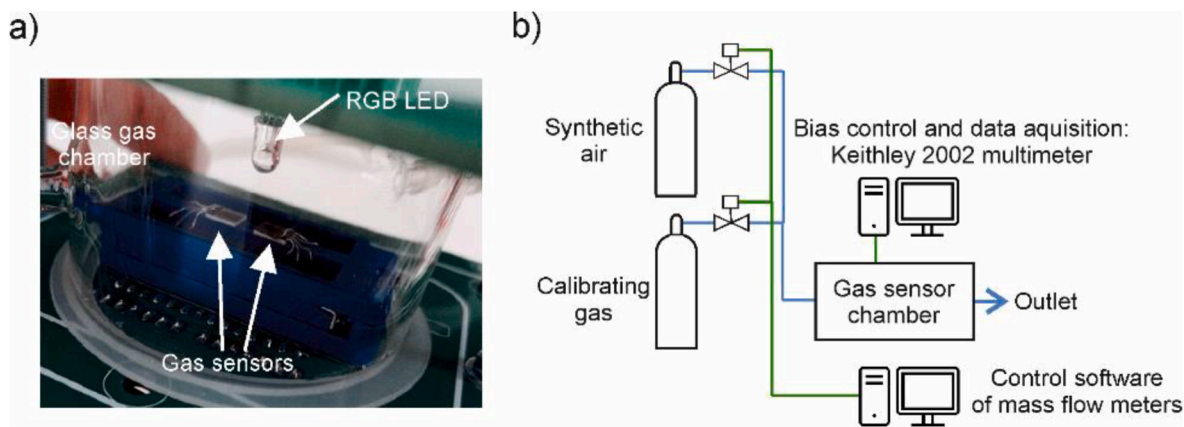 a)
RGB LED
Glass gas
chamber
Gas sensors
b)
Synthetic
air
Bias control and data aquisition:
Keithley 2002 multimeter
Calibrating
gas
Gas sensor
chamber
Outlet
Control software
of mass flow meters